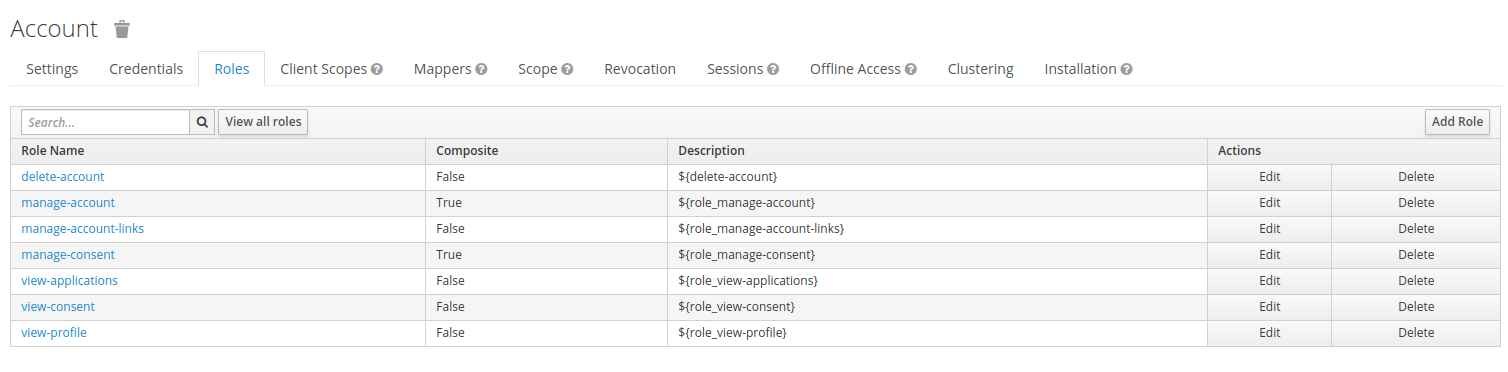 Account
Settings Credentials Roles Client Scopes Mappers Scope Revocation Sessions Offline Access Clustering Installation
Search... View all roles Add Role
Role Name Composite Description Actions
delete-account False ${delete-account} Edit Delete
manage-account True ${role_manage-account} Edit Delete
manage-account-links False ${role_manage-account-links} Edit Delete
manage-consent True ${role_manage-consent} Edit Delete
view-applications False ${role_view-applications} Edit Delete
view-consent False ${role_view-consent} Edit Delete
view-profile False ${role_view-profile} Edit Delete